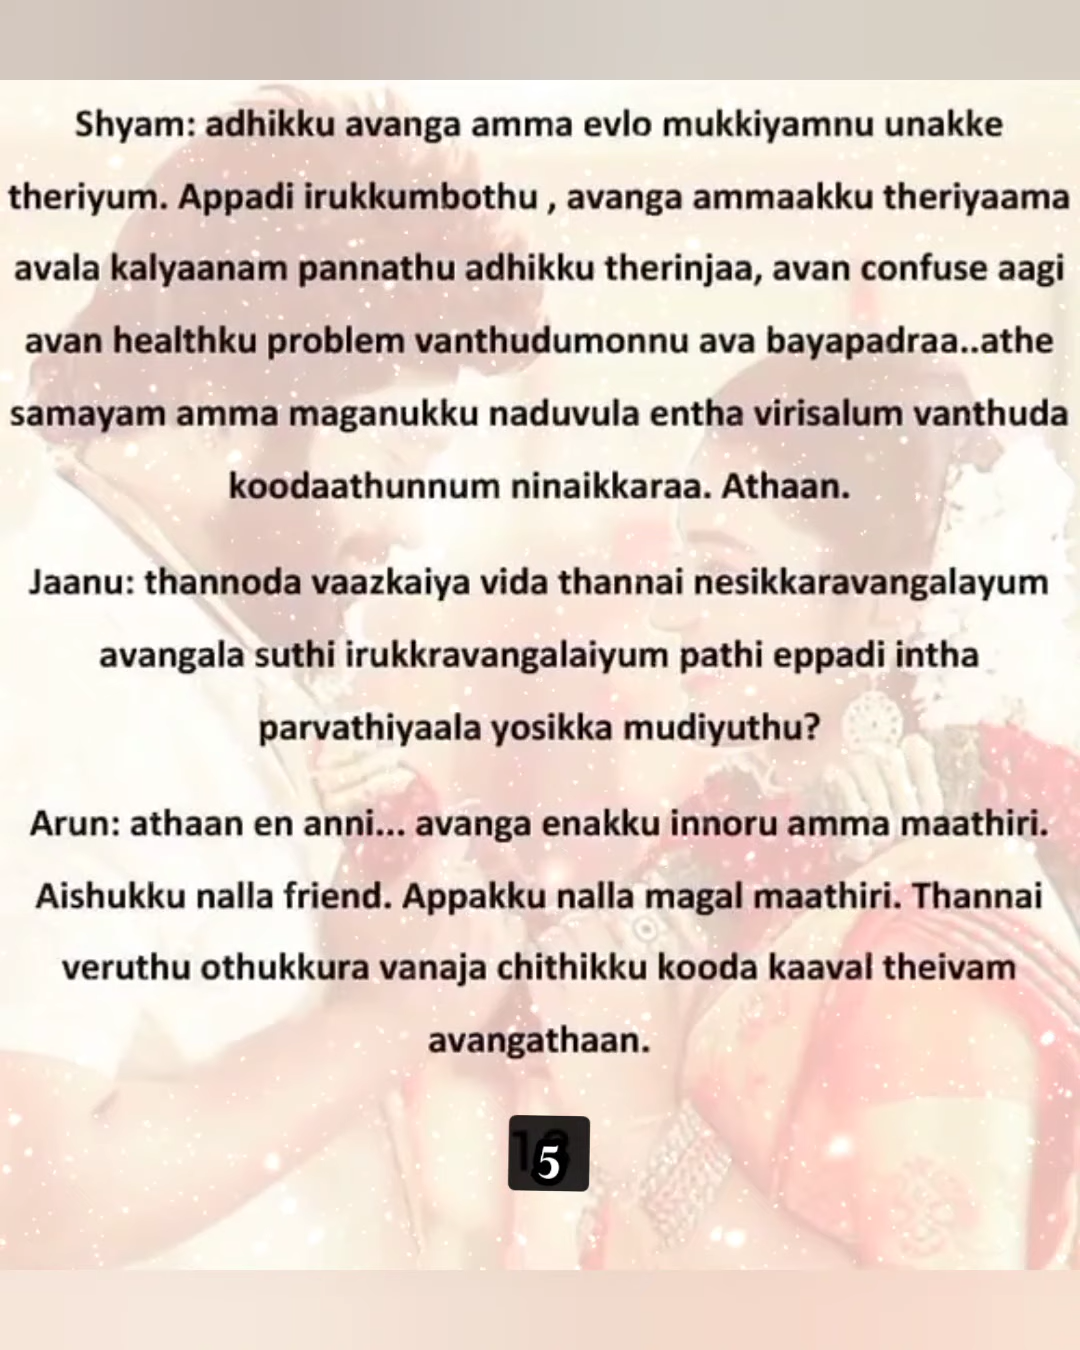 Shyam: adhikku avanga amma evlo mukkiyamnu unakke
theriyum. Appadi irukkumbothu , avanga ammaakku theriyaama
avala kalyaanam pannathu adhikku therinjaa, avan confuse aagi
avan healthku problem vanthudumonnu ava bayapadraa..athe
samayam amma maganukku naduvula entha virisalum vanthuda
koodaathunnum ninaikkaraa. Athaan.
Jaanu: thannoda vaazkaiya vida thannai nesikkaravangalayum
avangala suthi irukkravangalaiyum pathi eppadi intha
parvathiyaala yosikka mudiyuthu?
Arun: athaan en anni... avanga enakku innoru amma maathiri.
Aishukku nalla friend. Appakku nalla magal maathiri. Thannai
veruthu othukkura vanaja chithikku kooda kaaval theivam
avangathaan.
5